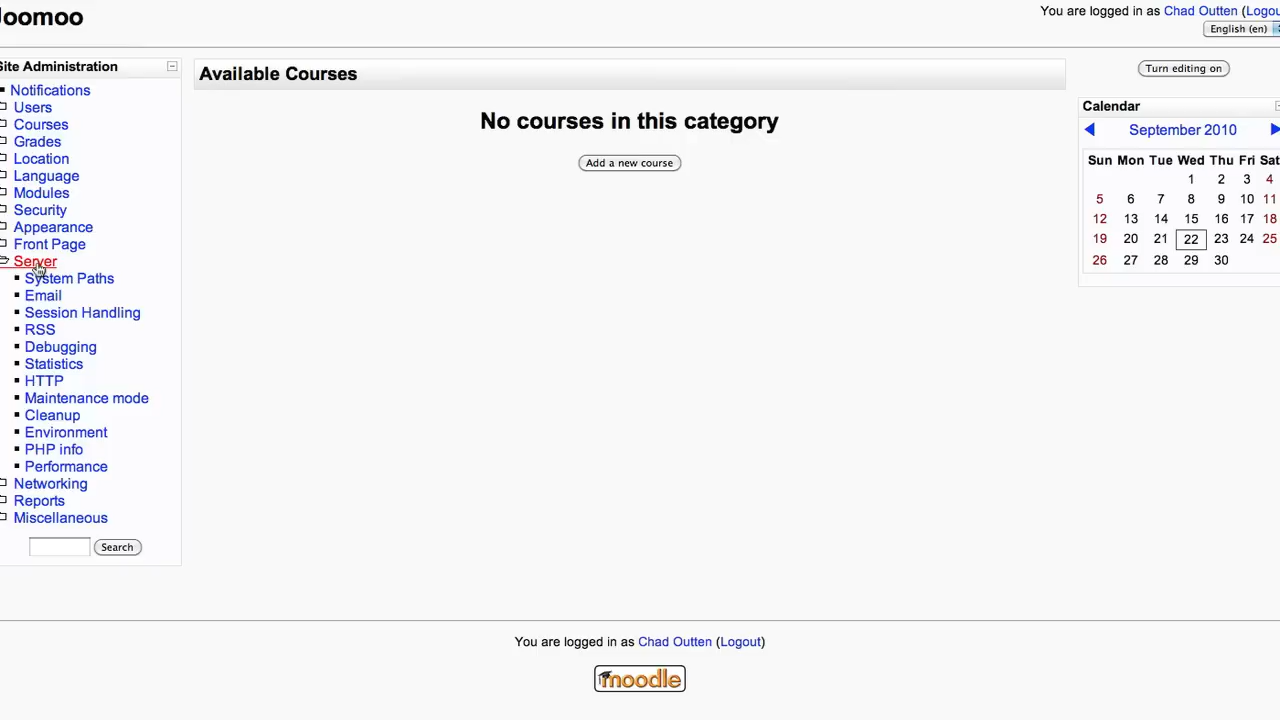 Joomoo
You are logged in as Chad Outten (Logou
English (en)
Site Administration
Notifications
Users
Courses
Grades
Location
Language
Modules
Security
Appearance
Front Page
Server
System Paths
Email
Session Handling
RSS
Debugging
Statistics
HTTP
Maintenance mode
Cleanup
Environment
PHP info
Performance
Networking
Reports
Miscellaneous
Search
Available Courses
No courses in this category
Add a new course
Turn editing on
Calendar
September 2010
Sun Mon Tue Wed Thu Fri Sat
1 2 3 4
5 6 7 8 9 10 11
12 13 14 15 16 17 18
19 20 21 22 23 24 25
26 27 28 29 30
You are logged in as Chad Outten (Logout)
moodle